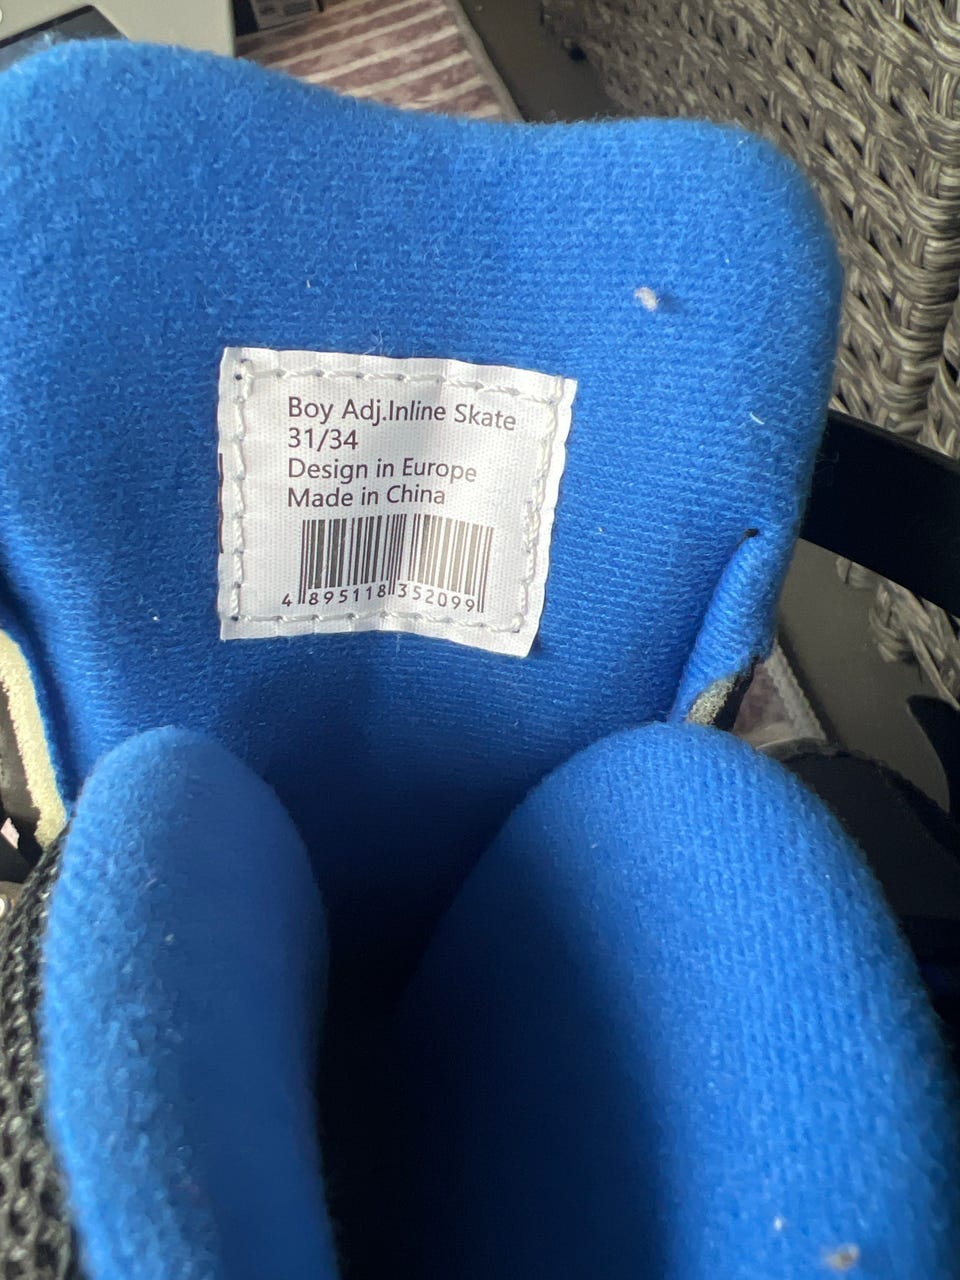 Boy Adj.Inline Skate
31/34
Design in Europe
Made in China
4 895118 352099